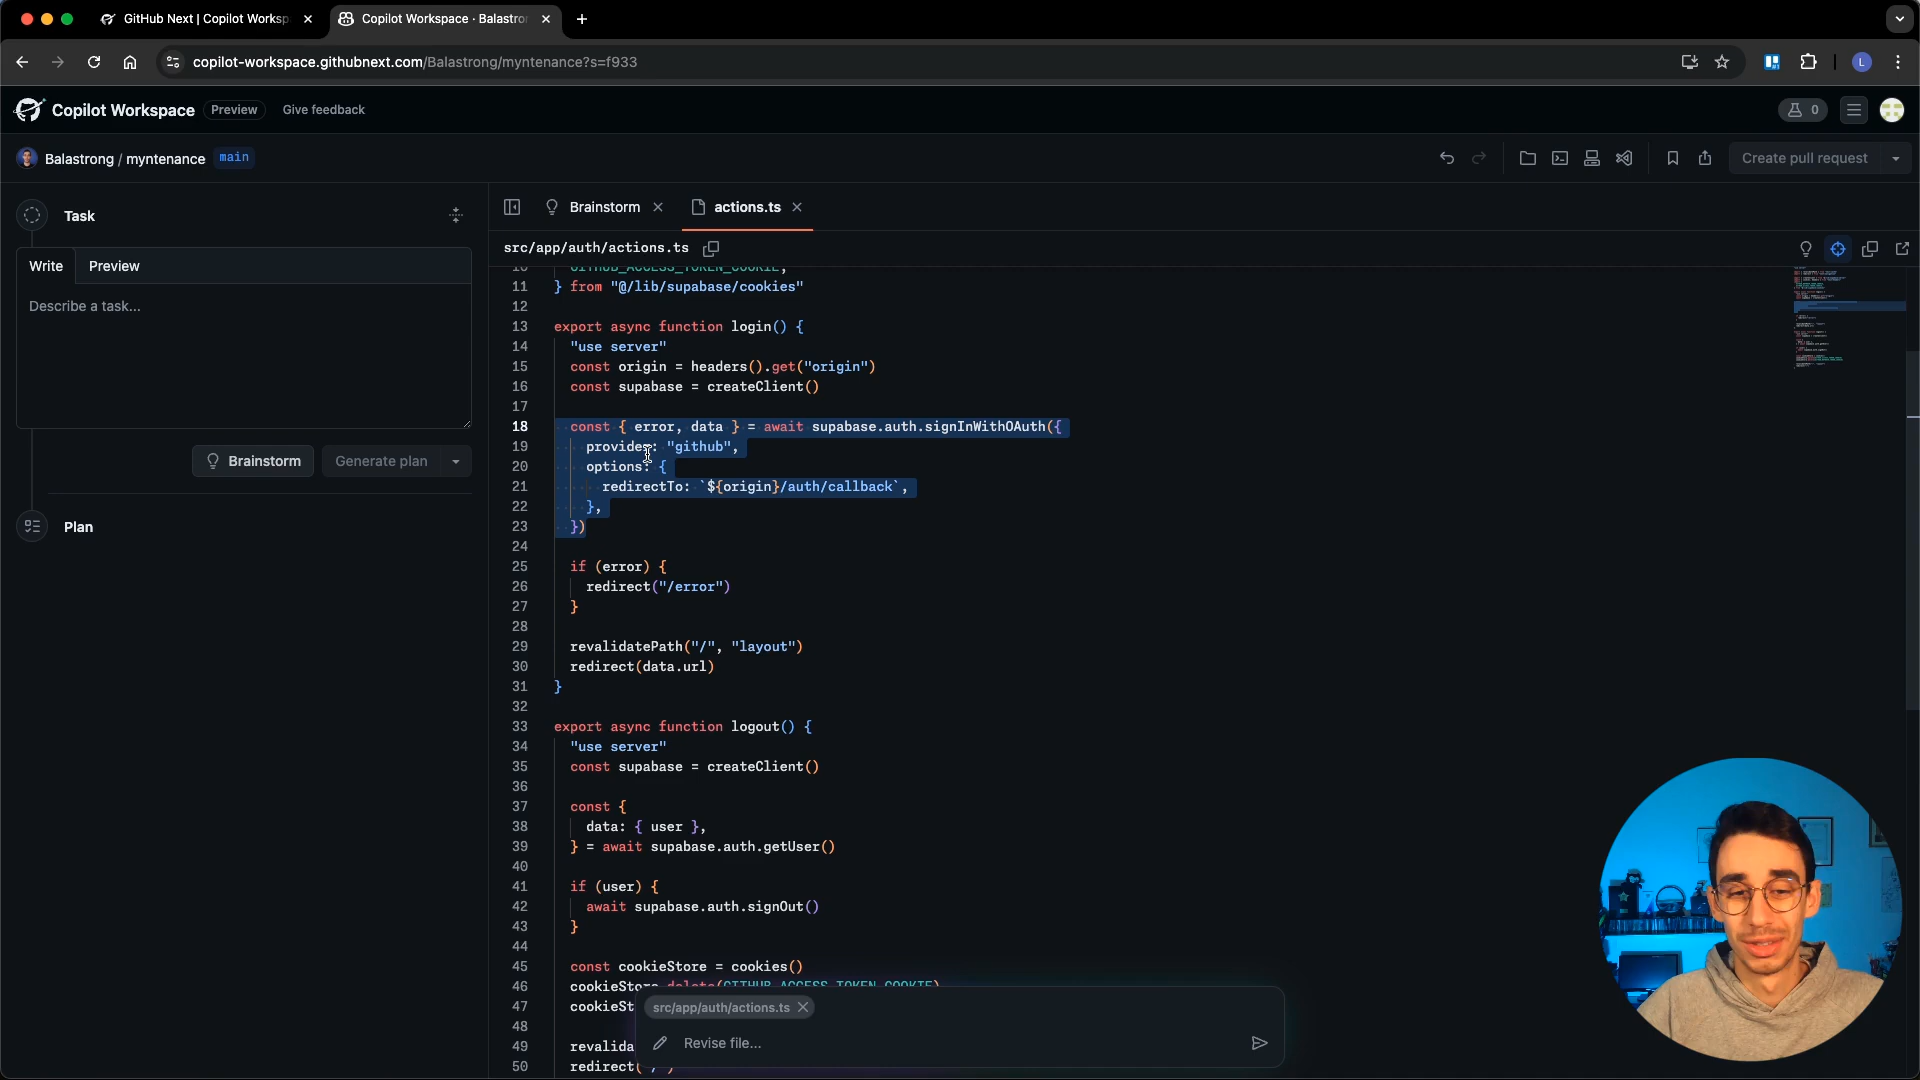 GitHub Next | Copilot Worksp
Copilot Workspace · Balastro
copilot-workspace.githubnext.com/Balastrong/myntenance?s=f933
L
Copilot Workspace
Preview
Give feedback
0
Balastrong / myntenance
main
Create pull request
Task
Write
Preview
Describe a task...
Brainstorm
Generate plan
Plan
Brainstorm
actions.ts
src/app/auth/actions.ts
10 GITHUB_ACCESS_TOKEN_COOKIE,
11 } from "@/lib/supabase/cookies"
12
13 export async function login() {
14 "use server"
15 const origin = headers().get("origin")
16 const supabase = createClient()
17
18 const { error, data } = await supabase.auth.signInWithOAuth({
19 provider: "github",
20 options: {
21 redirectTo: `${origin}/auth/callback`,
22 },
23 })
24
25 if (error) {
26 redirect("/error")
27 }
28
29 revalidatePath("/", "layout")
30 redirect(data.url)
31 }
32
33 export async function logout() {
34 "use server"
35 const supabase = createClient()
36
37 const {
38 data: { user },
39 } = await supabase.auth.getUser()
40
41 if (user) {
42 await supabase.auth.signOut()
43 }
44
45 const cookieStore = cookies()
46 cookieStore.delete(GITHUB_ACCESS_TOKEN_COOKIE)
47 cookieSt
48
49 revalida
50 redirect("/")
src/app/auth/actions.ts
Revise file...